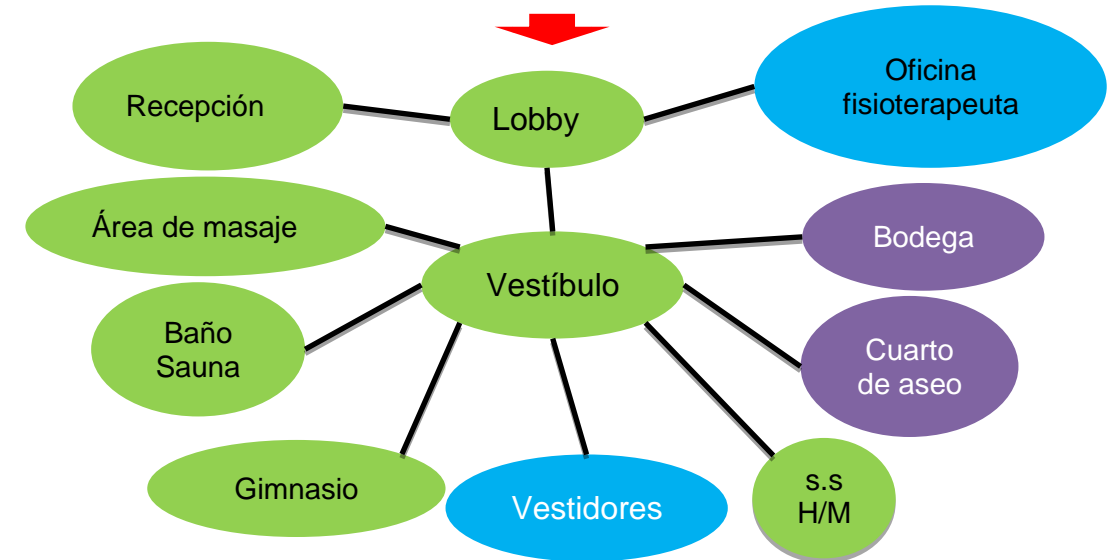 Recepción
Lobby
Oficina
fisioterapeuta
Área de masaje
Vestíbulo
Bodega
Baño
Sauna
Cuarto
de aseo
Gimnasio
Vestidores
s.s
H/M